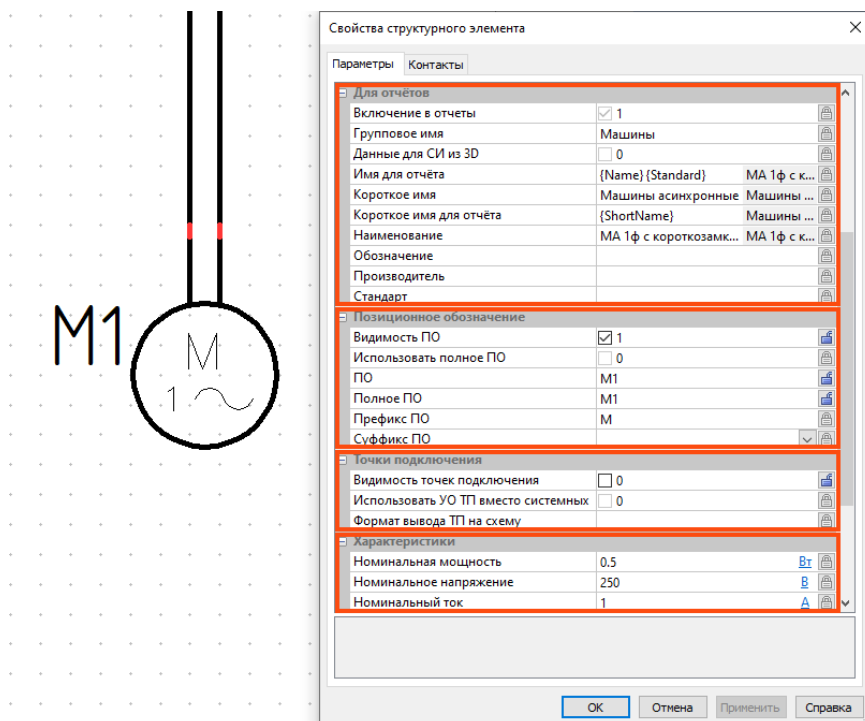 M1
M
1
Свойства структурного элемента
Параметры Контакты
Для отчётов
Включение в отчеты 1
Групповое имя Машины
Данные для СИ из 3D 0
Имя для отчёта {Name} {Standard} МА 1ф с к...
Короткое имя Машины асинхронные Машины ...
Короткое имя для отчёта {ShortName} Машины ...
Наименование МА 1ф с короткозамк... МА 1ф с к...
Обозначение
Производитель
Стандарт
Позиционное обозначение
Видимость ПО 1
Использовать полное ПО 0
ПО М1
Полное ПО М1
Префикс ПО М
Суффикс ПО
Точки подключения
Видимость точек подключения 0
Использовать УО ТП вместо системных 0
Формат вывода ТП на схему
Характеристики
Номинальная мощность 0.5 Вт
Номинальное напряжение 250 В
Номинальный ток 1 А
ОК Отмена Применить Справка